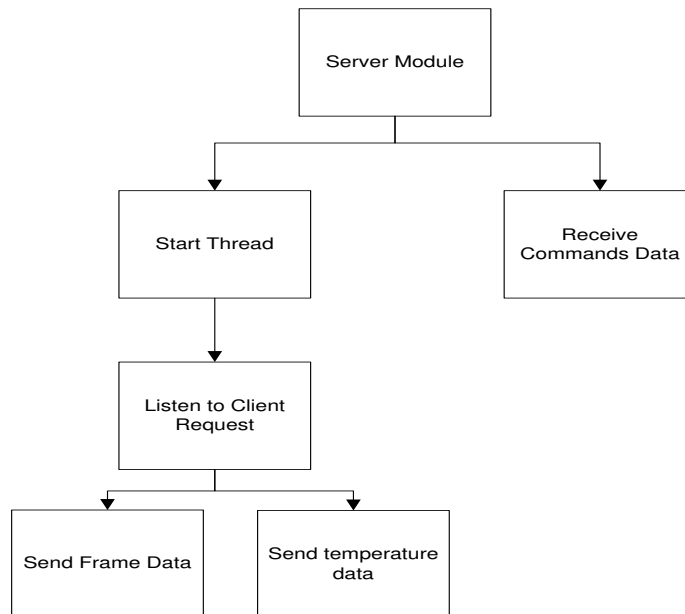 Server Module
Start Thread
Receive
Commands Data
Listen to Client
Request
Send Frame Data
Send temperature
data